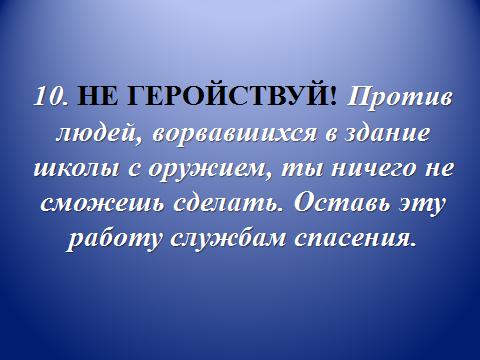 10. НЕ ГЕРОЙСТВУЙ! Против
людей, ворвавшихся в здание
школы с оружием, ты ничего не
сможешь сделать. Оставь эту
работу службам спасения.